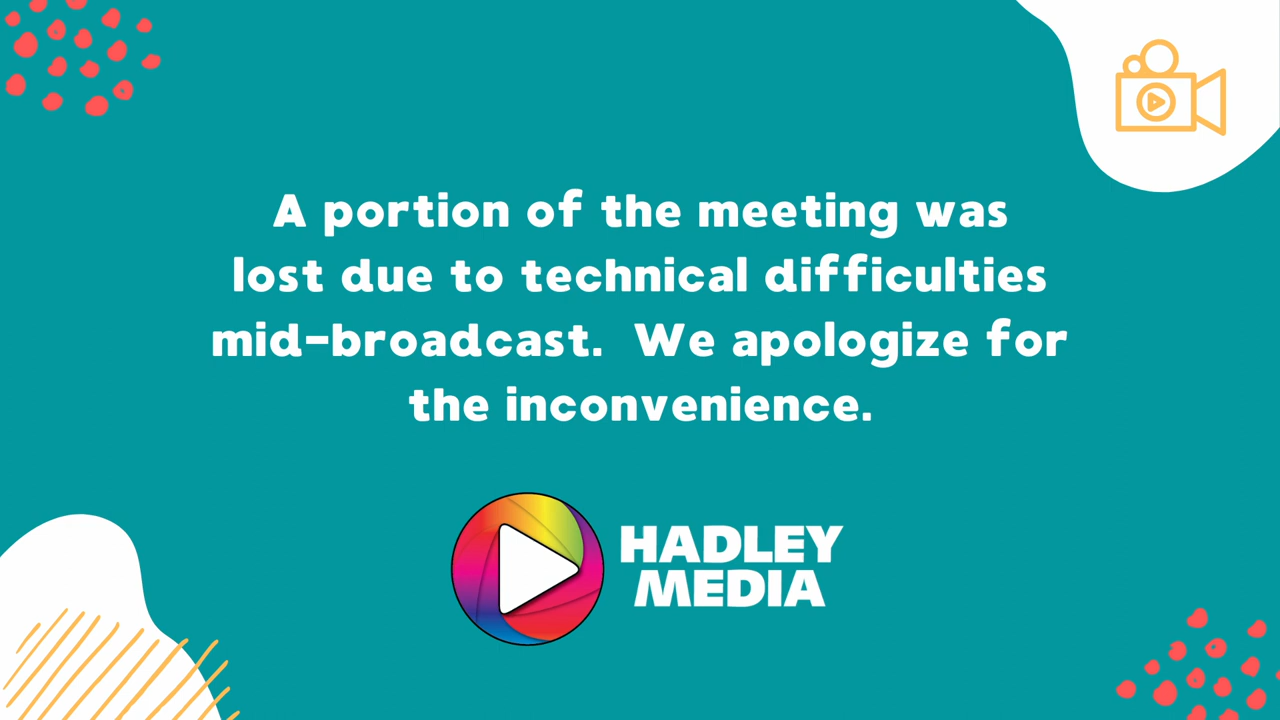 A portion of the meeting was
lost due to technical difficulties
mid-broadcast.  We apologize for
the inconvenience.
HADLEY
MEDIA